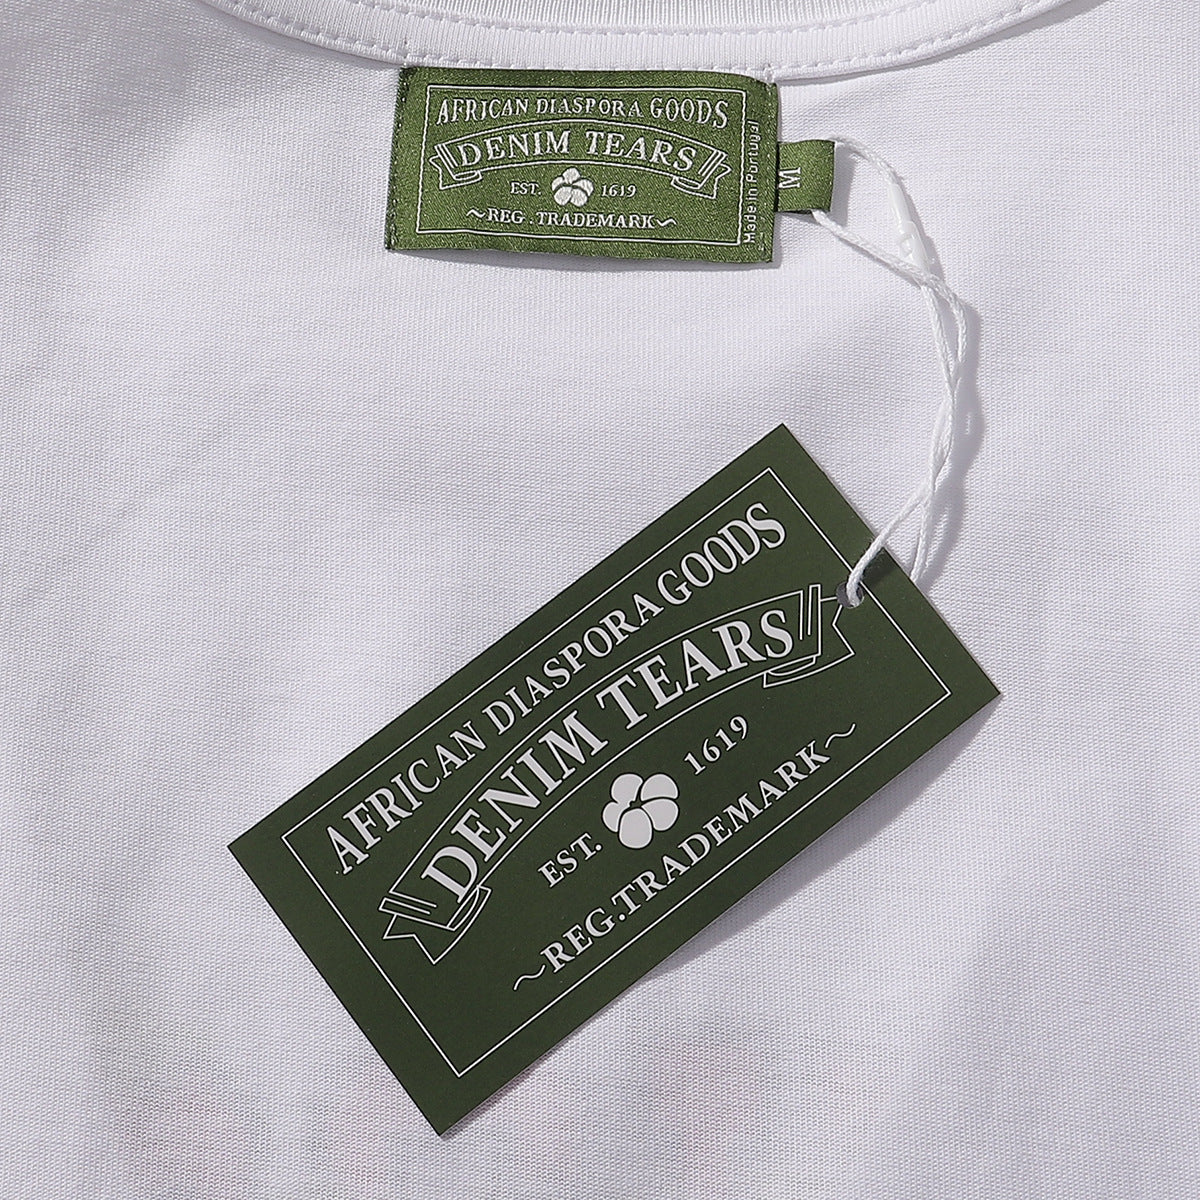 AFRICAN DIASPORA GOODS
DENIM TEARS
EST. 1619
~REG. TRADEMARK~
Made in Portugal
M
AFRICAN DIASPORA GOODS
DENIM TEARS
EST. 1619
~REG.TRADEMARK~